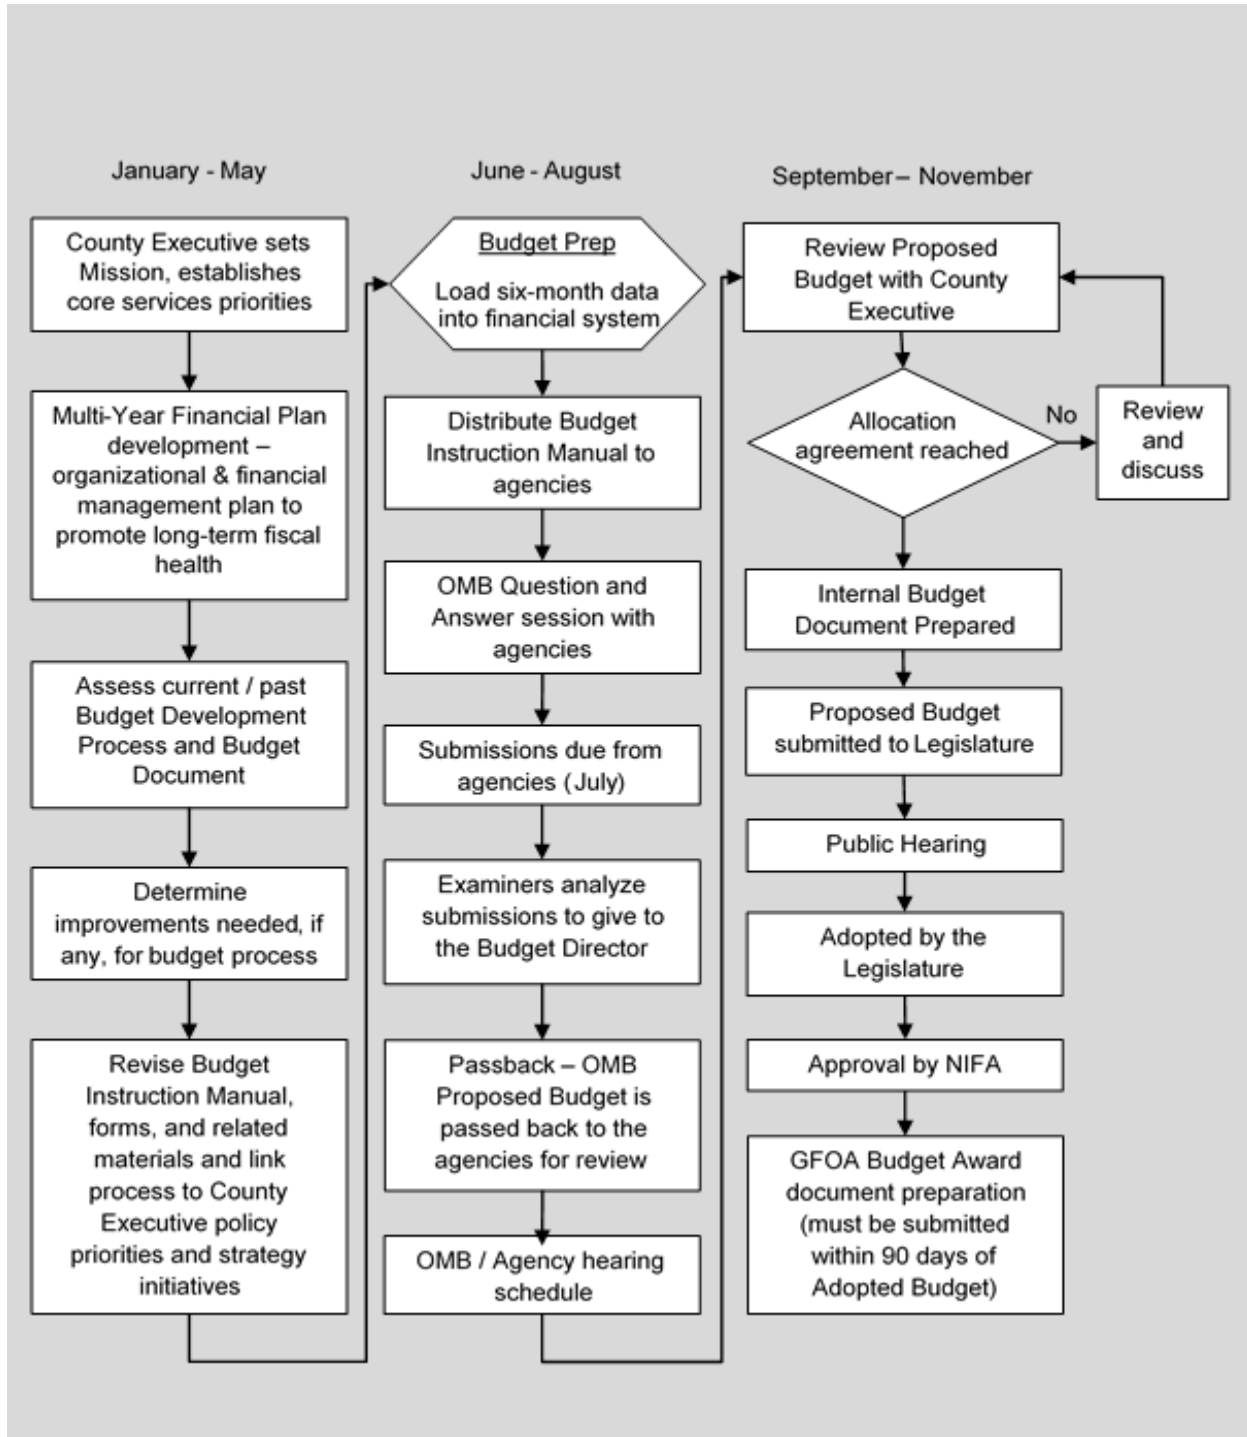 January - May
County Executive sets
Mission, establishes
core services priorities
Multi-Year Financial Plan
development –
organizational & financial
management plan to
promote long-term fiscal
health
Assess current / past
Budget Development
Process and Budget
Document
Determine
improvements needed, if
any, for budget process
Revise Budget
Instruction Manual,
forms, and related
materials and link
process to County
Executive policy
priorities and strategy
initiatives
June - August
Budget Prep
Load six-month data
into financial system
Distribute Budget
Instruction Manual to
agencies
OMB Question and
Answer session with
agencies
Submissions due from
agencies (July)
Examiners analyze
submissions to give to
the Budget Director
Passback – OMB
Proposed Budget is
passed back to the
agencies for review
OMB / Agency hearing
schedule
September – November
Review Proposed
Budget with County
Executive
Allocation
agreement reached
No
Review
and
discuss
Internal Budget
Document Prepared
Proposed Budget
submitted to Legislature
Public Hearing
Adopted by the
Legislature
Approval by NIFA
GFOA Budget Award
document preparation
(must be submitted
within 90 days of
Adopted Budget)